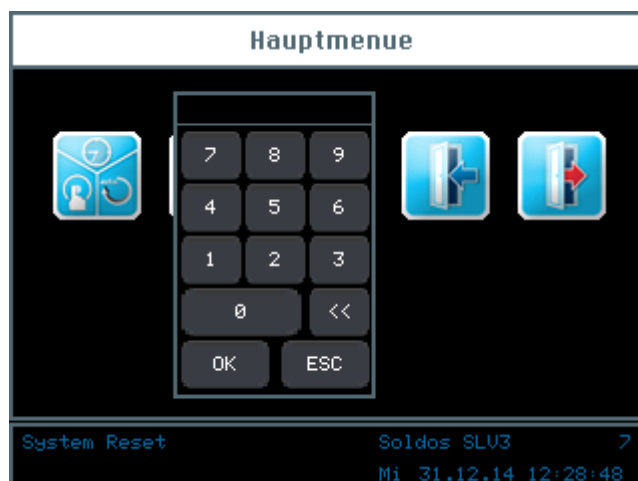 Hauptmenue
7 8 9
4 5 6
1 2 3
0 <<
OK ESC
System Reset Soldos SLV3 7
Mi 31.12.14 12:28:48